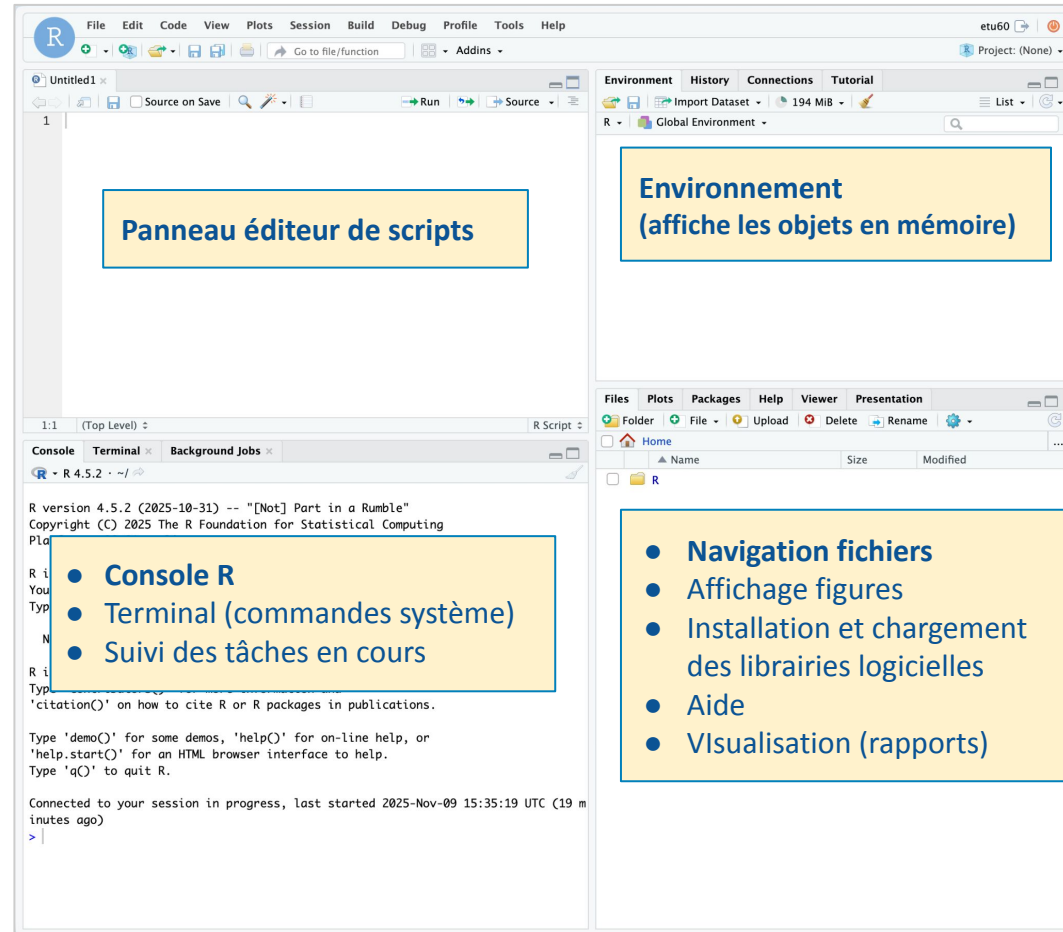 R File Edit Code View Plots Session Build Debug Profile Tools Help etu60
Go to file/function Addins Project: (None)
Untitled1
Source on Save Run Source
1
Panneau éditeur de scripts
1:1 (Top Level) R Script
Environment History Connections Tutorial
Import Dataset 194 MiB List
R Global Environment
Environnement
(affiche les objets en mémoire)
Console Terminal Background Jobs
R 4.5.2 · ~/
R version 4.5.2 (2025-10-31) -- "[Not] Part in a Rumble"
Copyright (C) 2025 The R Foundation for Statistical Computing
Pla
R i
You
Typ
N
R i
Typ
● Console R
● Terminal (commandes système)
● Suivi des tâches en cours
'citation()' on how to cite R or R packages in publications.
Type 'demo()' for some demos, 'help()' for on-line help, or
'help.start()' for an HTML browser interface to help.
Type 'q()' to quit R.
Connected to your session in progress, last started 2025-Nov-09 15:35:19 UTC (19 m
inutes ago)
>
Files Plots Packages Help Viewer Presentation
Folder File Upload Delete Rename
Home ...
Name Size Modified
R
● Navigation fichiers
● Affichage figures
● Installation et chargement
des librairies logicielles
● Aide
● VIsualisation (rapports)